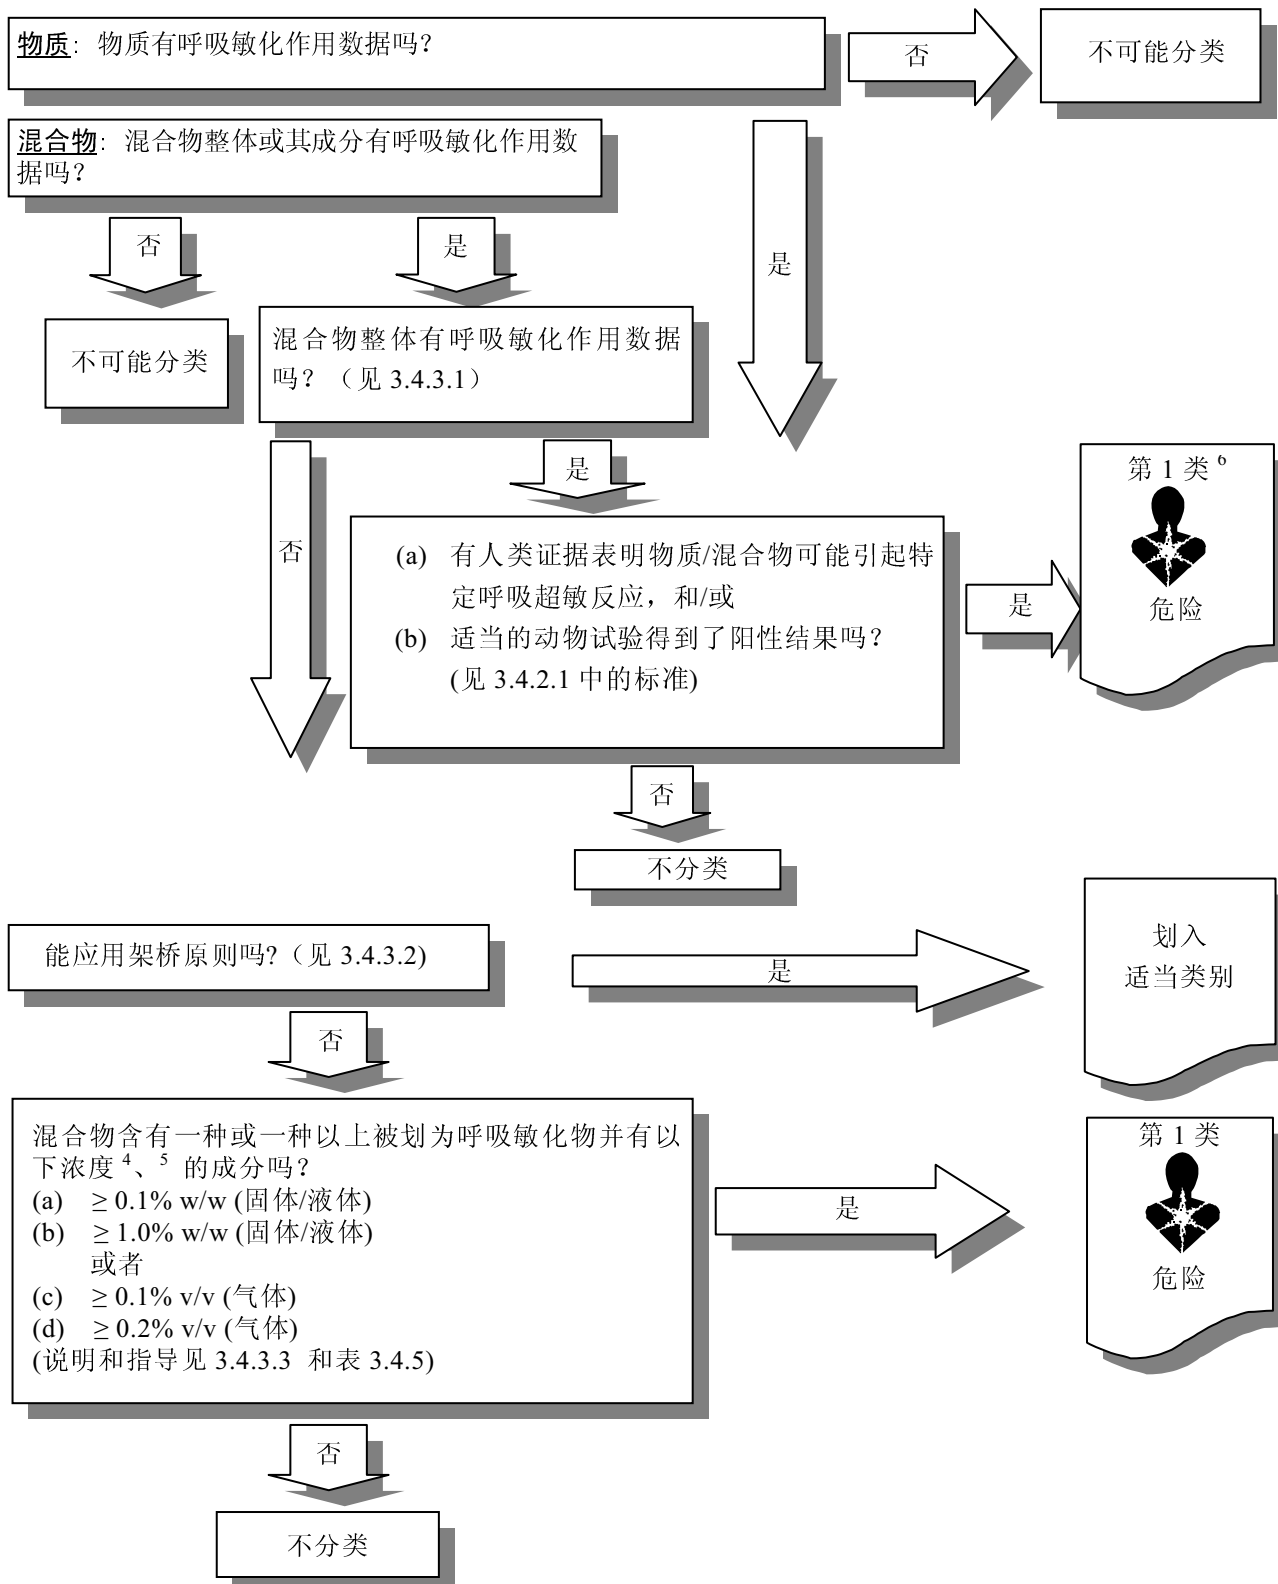 物质：物质有呼吸敏化作用数据吗？
否
不可能分类
混合物：混合物整体或其成分有呼吸敏化作用数
据吗？
否
是
是
不可能分类
混合物整体有呼吸敏化作用数据
吗？（见 3.4.3.1）
是
否
(a) 有人类证据表明物质/混合物可能引起特
定呼吸超敏反应，和/或
(b) 适当的动物试验得到了阳性结果吗？
(见 3.4.2.1 中的标准)
是
第 1 类 6
危险
否
不分类
能应用架桥原则吗?（见 3.4.3.2)
是
划入
适当类别
否
混合物含有一种或一种以上被划为呼吸敏化物并有以
下浓度 4、5 的成分吗？
(a) ≥ 0.1% w/w (固体/液体)
(b) ≥ 1.0% w/w (固体/液体)
或者
(c) ≥ 0.1% v/v (气体)
(d) ≥ 0.2% v/v (气体)
(说明和指导见 3.4.3.3 和表 3.4.5)
是
第 1 类
危险
否
不分类